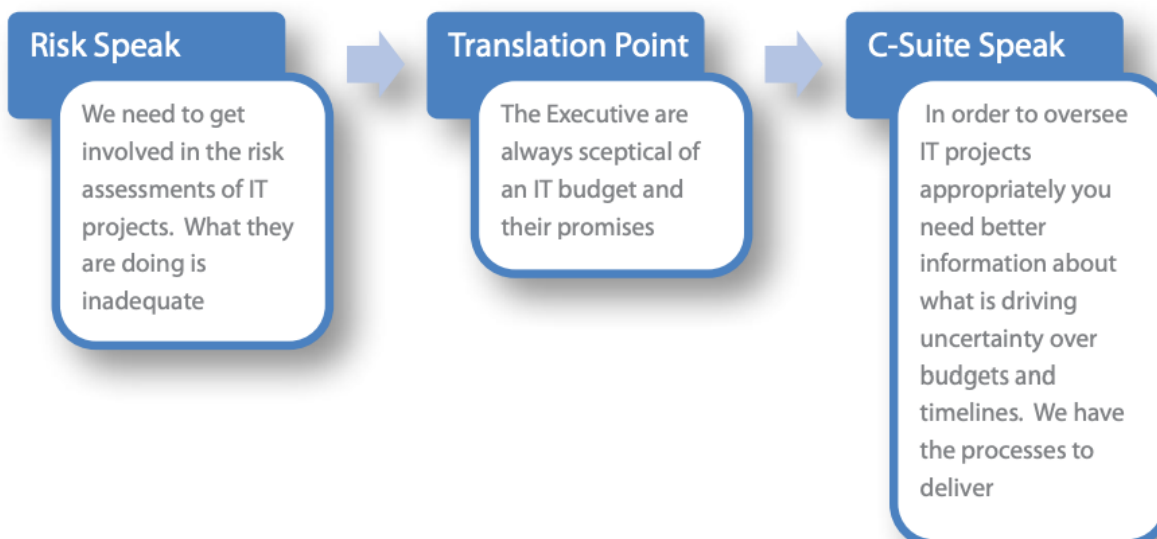 Risk Speak
We need to get
involved in the risk
assessments of IT
projects.  What they
are doing is
inadequate
Translation Point
The Executive are
always sceptical of
an IT budget and
their promises
C-Suite Speak
In order to oversee
IT projects
appropriately you
need better
information about
what is driving
uncertainty over
budgets and
timelines.  We have
the processes to
deliver